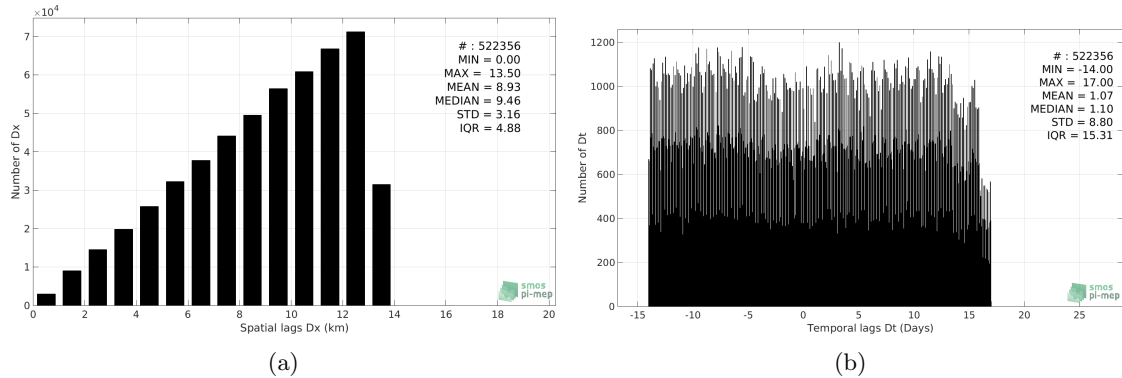 ×10⁴
7
6
5
4
3
2
1
0
Number of Dx
# : 522356
MIN = 0.00
MAX = 13.50
MEAN = 8.93
MEDIAN = 9.46
STD = 3.16
IQR = 4.88
smos
pi-mep
0 2 4 6 8 10 12 14 16 18 20
Spatial lags Dx (km)
(a)
1200
1000
800
600
400
200
0
Number of Dt
# : 522356
MIN = -14.00
MAX = 17.00
MEAN = 1.07
MEDIAN = 1.10
STD = 8.80
IQR = 15.31
smos
pi-mep
-15 -10 -5 0 5 10 15 20 25
Temporal lags Dt (Days)
(b)